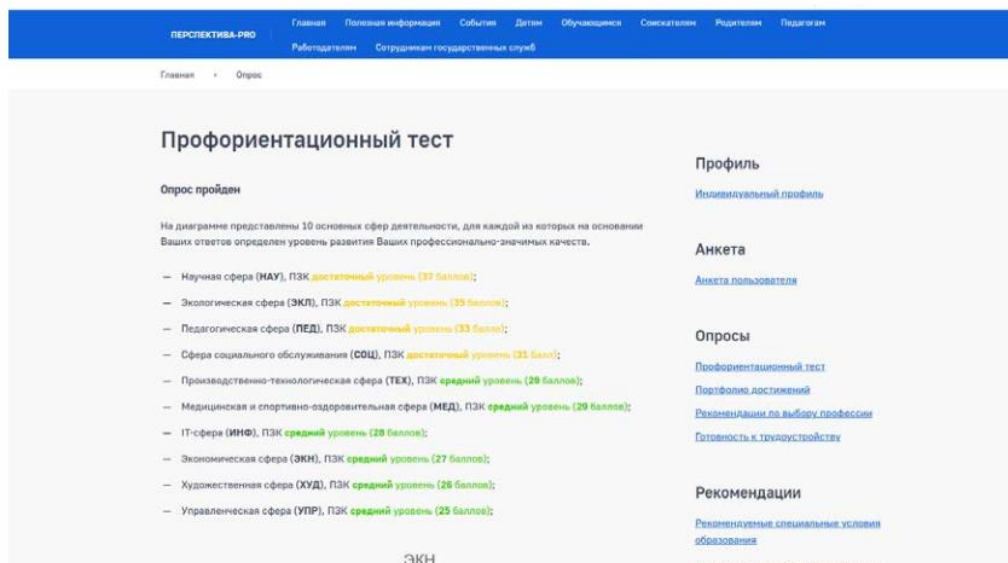 ПЕРСПЕКТИВА-PRO
Главная Полезная информация События Детям Обучающимся Соискателям Родителям Педагогам
Работодателям Сотрудникам государственных служб
Главная • Опрос
Профориентационный тест
Опрос пройден
На диаграмме представлены 10 основных сфер деятельности, для каждой из которых на основании
Ваших ответов определен уровень развития Ваших профессионально-значимых качеств.
— Научная сфера (НАУ), ПЗК достаточный уровень (37 баллов);
— Экологическая сфера (ЭКЛ), ПЗК достаточный уровень (35 баллов);
— Педагогическая сфера (ПЕД), ПЗК достаточный уровень (33 балла);
— Сфера социального обслуживания (СОЦ), ПЗК достаточный уровень (31 балл);
— Производственно-технологическая сфера (ТЕХ), ПЗК средний уровень (29 баллов);
— Медицинская и спортивно-оздоровительная сфера (МЕД), ПЗК средний уровень (29 баллов);
— IT-сфера (ИНФ), ПЗК средний уровень (28 баллов);
— Экономическая сфера (ЭКН), ПЗК средний уровень (27 баллов);
— Художественная сфера (ХУД), ПЗК средний уровень (26 баллов);
— Управленческая сфера (УПР), ПЗК средний уровень (25 баллов);
ЭКН
Профиль
Индивидуальный профиль
Анкета
Анкета пользователя
Опросы
Профориентационный тест
Портфолио достижений
Рекомендации по выбору профессии
Готовность к трудоустройству
Рекомендации
Рекомендуемые специальные условия
образования